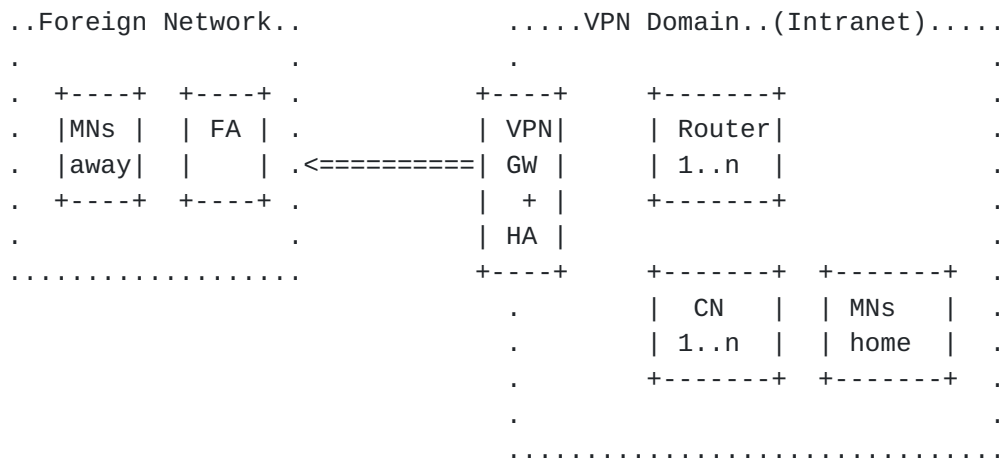 ..Foreign Network..             .....VPN Domain..(Intranet).....
.                 .             .                              .
.  +----+  +----+ .           +----+     +-------+             .
.  |MNs |  | FA | .           | VPN|     | Router|             .
.  |away|  |    | .<==========| GW |     | 1..n  |             .
.  +----+  +----+ .           |  + |     +-------+             .
.                 .           | HA |                           .
...................           +----+     +-------+  +-------+  .
                                .        |  CN   |  | MNs   |  .
                                .        | 1..n  |  | home  |  .
                                .        +-------+  +-------+  .
                                .                              .
                                ................................